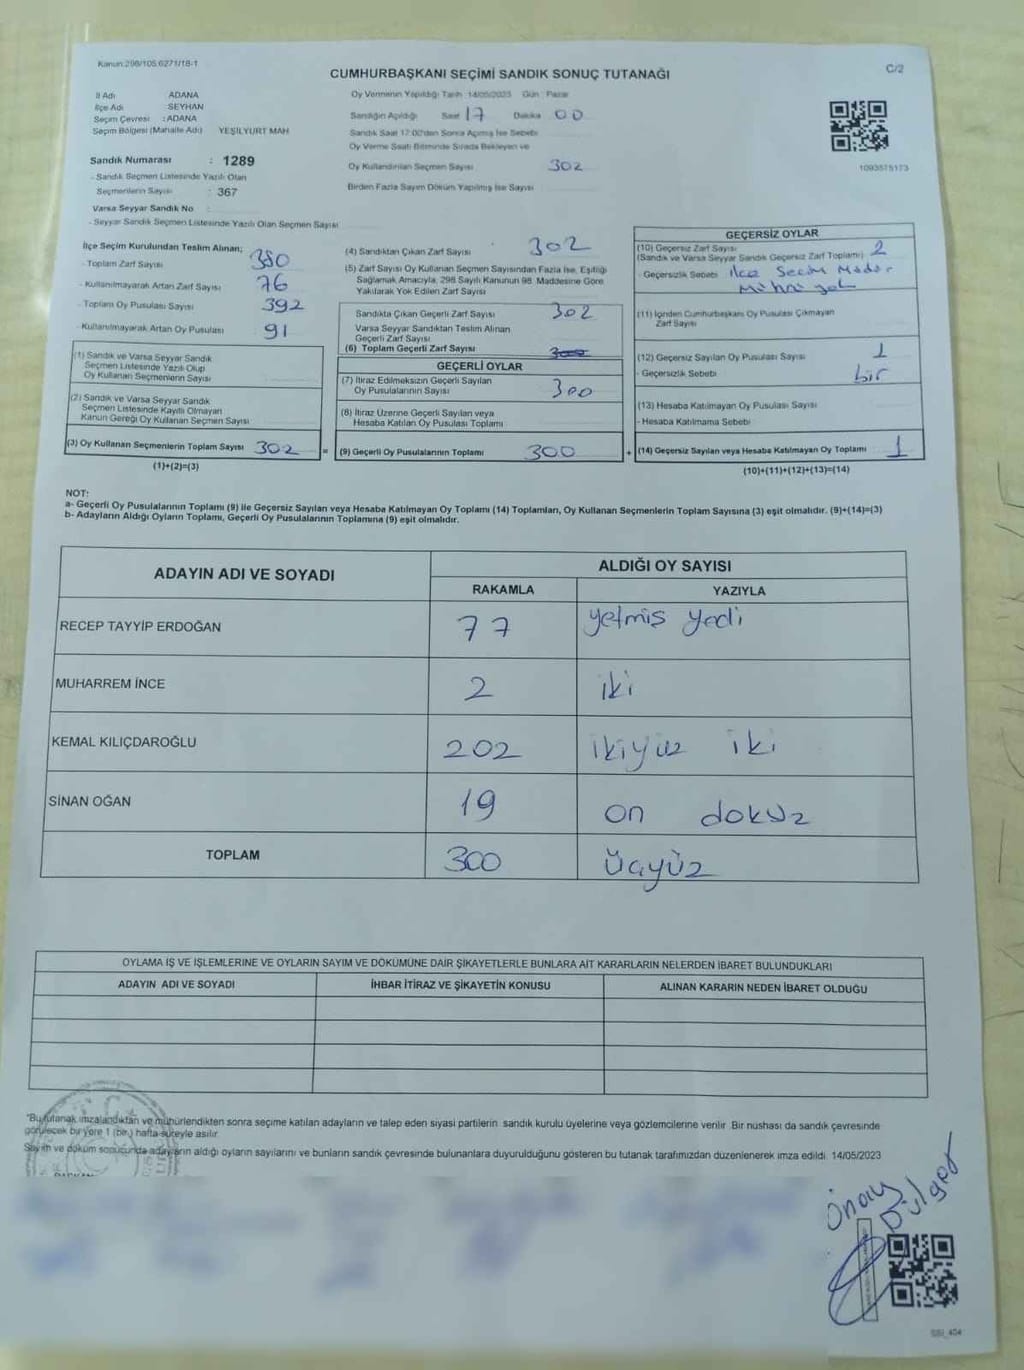 Kanun:298/105.6271/18-1
CUMHURBAŞKANI SEÇİMİ SANDIK SONUÇ TUTANAĞI
C/2
İl Adı ADANA
İlçe Adı SEYHAN
Seçim Çevresi : ADANA
Seçim Bölgesi (Mahalle Adı) YEŞİLYURT MAH
Sandık Numarası : 1289
- Sandık Seçmen Listesinde Yazılı Olan
Seçmenlerin Sayısı : 367
Varsa Seyyar Sandık No
- Seyyar Sandık Seçmen Listesinde Yazılı Olan Seçmen Sayısı
Oy Vermenin Yapıldığı Tarih 14/05/2023 Gün : Pazar
Sandığın Açıldığı Saat 17 Dakika 00
Sandık Saat 17:00'den Sonra Açılmış İse Sebebi
Oy Verme Saati Bitiminde Sırada Bekleyen ve
Oy Kullandırılan Seçmen Sayısı 302
Birden Fazla Sayım Döküm Yapılmış İse Sayısı
1093575173
İlçe Seçim Kurulundan Teslim Alınan;
- Toplam Zarf Sayısı 380
- Kullanılmayarak Artan Zarf Sayısı 76
- Toplam Oy Pusulası Sayısı 392
- Kullanılmayarak Artan Oy Pusulası 91
(1) Sandık ve Varsa Seyyar Sandık
Seçmen Listesinde Yazılı Olup
Oy Kullanan Seçmenlerin Sayısı
(2) Sandık ve Varsa Seyyar Sandık
Seçmen Listesinde Kayıtlı Olmayan
Kanun Gereği Oy Kullanan Seçmen Sayısı
(3) Oy Kullanan Seçmenlerin Toplam Sayısı 302
(1)+(2)=(3)
(4) Sandıktan Çıkan Zarf Sayısı 302
(5) Zarf Sayısı Oy Kullanan Seçmen Sayısından Fazla İse, Eşitliği
Sağlamak Amacıyla, 298 Sayılı Kanunun 98. Maddesine Göre
Yakılarak Yok Edilen Zarf Sayısı
Sandıkta Çıkan Geçerli Zarf Sayısı 302
Varsa Seyyar Sandıktan Teslim Alınan
Geçerli Zarf Sayısı
(6) Toplam Geçerli Zarf Sayısı
GEÇERLİ OYLAR
(7) İtiraz Edilmeksizin Geçerli Sayılan
Oy Pusulalarının Sayısı 300
(8) İtiraz Üzerine Geçerli Sayılan veya
Hesaba Katılan Oy Pusulası Toplamı
(9) Geçerli Oy Pusulalarının Toplamı 300
GEÇERSİZ OYLAR
(10) Geçersiz Zarf Sayısı 2
(Sandık ve Varsa Seyyar Sandık Geçersiz Zarf Toplamı)
- Geçersizlik Sebebi ilçe Secim Müdür
(11) İçinden Cumhurbaşkanı Oy Pusulası Çıkmayan
Zarf Sayısı
(12) Geçersiz Sayılan Oy Pusulası Sayısı 1
- Geçersizlik Sebebi bir
(13) Hesaba Katılmayan Oy Pusulası Sayısı
- Hesaba Katılmama Sebebi
(14) Geçersiz Sayılan veya Hesaba Katılmayan Oy Toplamı 1
(10)+(11)+(12)+(13)=(14)
NOT:
a- Geçerli Oy Pusulalarının Toplamı (9) ile Geçersiz Sayılan veya Hesaba Katılmayan Oy Toplamı (14) Toplamları, Oy Kullanan Seçmenlerin Toplam Sayısına (3) eşit olmalıdır. (9)+(14)=(3)
b- Adayların Aldığı Oyların Toplamı, Geçerli Oy Pusulalarının Toplamına (9) eşit olmalıdır.
ADAYIN ADI VE SOYADI
ALDIĞI OY SAYISI
RAKAMLA YAZIYLA
RECEP TAYYİP ERDOĞAN 77 yetmis yedi
MUHARREM İNCE 2 iki
KEMAL KILIÇDAROĞLU 202 ikiyüz iki
SİNAN OĞAN 19 on dokuz
TOPLAM 300 Üçyüz
OYLAMA İŞ VE İŞLEMLERİNE VE OYLARIN SAYIM VE DÖKÜMÜNE DAİR ŞİKAYETLERLE BUNLARA AİT KARARLARIN NELERDEN İBARET BULUNDUKLARI
ADAYIN ADI VE SOYADI İHBAR İTİRAZ VE ŞİKAYETİN KONUSU ALINAN KARARIN NEDEN İBARET OLDUĞU
"Bu tutanak imzalandıktan ve mühürlendikten sonra seçime katılan adayların ve talep eden siyasi partilerin sandık kurulu üyelerine veya gözlemcilerine verilir. Bir nüshası da sandık çevresinde
görülecek bir yere 1 (bir) hafta süreyle asılır.
Sayım ve döküm sonucunda adayların aldığı oyların sayılarını ve bunların sandık çevresinde bulunanlara duyurulduğunu gösteren bu tutanak tarafımızdan düzenlenerek imza edildi. 14/05/2023
Önay
Dülger